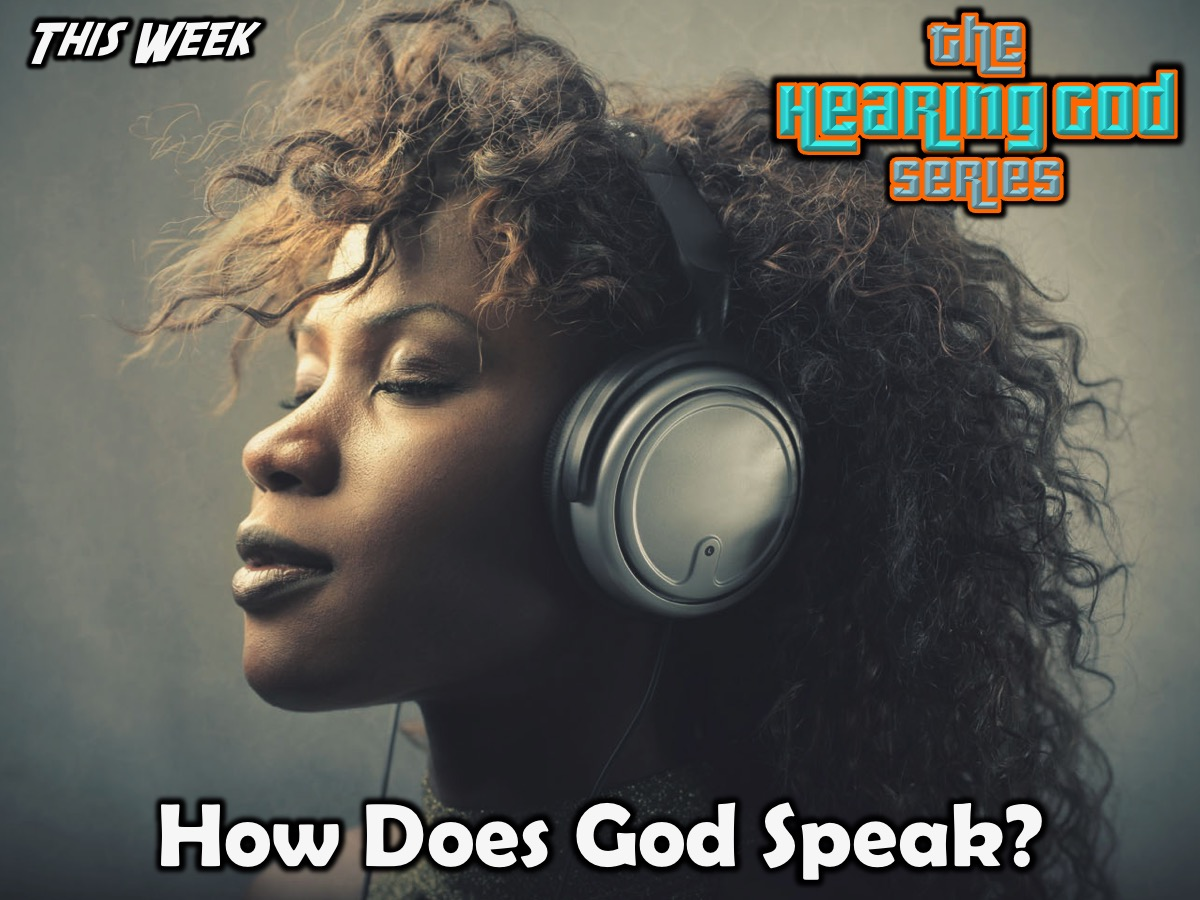 This Week
the
Hearing God
series
How Does God Speak?